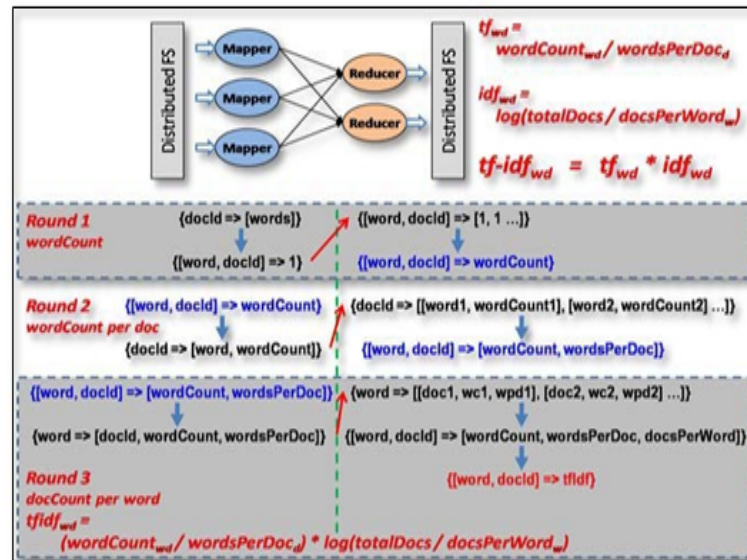 Distributed FS
Mapper
Mapper
Mapper
Reducer
Reducer
Distributed FS
tfwd =
wordCountwd / wordsPerDocd
idfwd =
log(totalDocs / docsPerWordw)
tf-idfwd = tfwd * idfwd
Round 1
wordCount
{docId => [words]}
{[word, docId] => 1}
{[word, docId] => [1, 1 ...]}
{[word, docId] => wordCount}
Round 2
wordCount per doc
{[word, docId] => wordCount}
{docId => [word, wordCount]}
{docId => [[word1, wordCount1], [word2, wordCount2] ...]}
{[word, docId] => [wordCount, wordsPerDoc]}
{[word, docId] => [wordCount, wordsPerDoc]}
{word => [docId, wordCount, wordsPerDoc]}
{word => [[doc1, wc1, wpd1], [doc2, wc2, wpd2] ...]}
{[word, docId] => [wordCount, wordsPerDoc, docsPerWord]}
{[word, docId] => tfIdf}
Round 3
docCount per word
tfidfwd =
(wordCountwd / wordsPerDocd) * log(totalDocs / docsPerWordw)